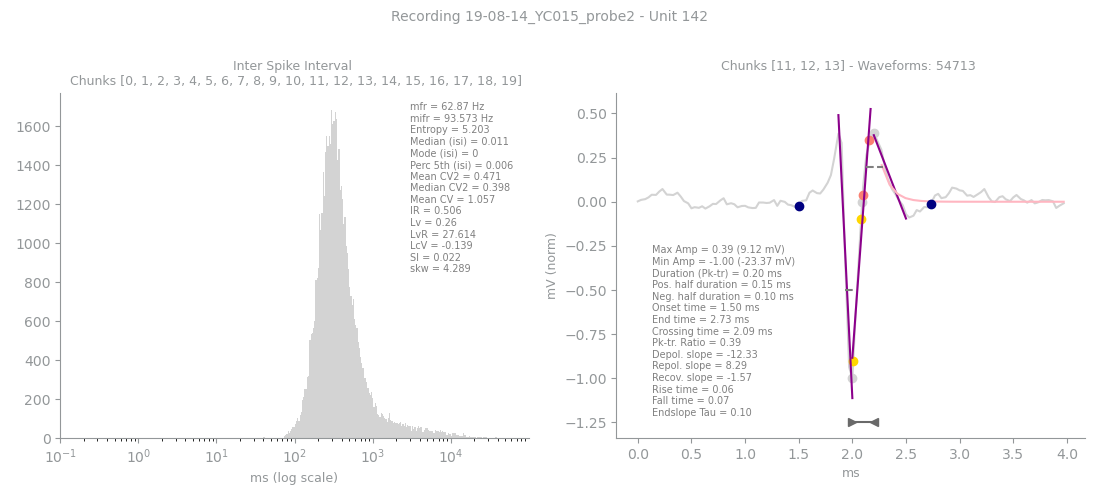 Recording 19-08-14_YC015_probe2 - Unit 142
Inter Spike Interval
Chunks [0, 1, 2, 3, 4, 5, 6, 7, 8, 9, 10, 11, 12, 13, 14, 15, 16, 17, 18, 19]
mfr = 62.87 Hz
mifr = 93.573 Hz
Entropy = 5.203
Median (isi) = 0.011
Mode (isi) = 0
Perc 5th (isi) = 0.006
Mean CV2 = 0.471
Median CV2 = 0.398
Mean CV = 1.057
IR = 0.506
Lv = 0.26
LvR = 27.614
LcV = -0.139
SI = 0.022
skw = 4.289
1600
1400
1200
1000
800
600
400
200
0
10⁻¹ 10⁰ 10¹ 10² 10³ 10⁴
ms (log scale)
Chunks [11, 12, 13] - Waveforms: 54713
mV (norm)
0.50
0.25
0.00
−0.25
−0.50
−0.75
−1.00
−1.25
Max Amp = 0.39 (9.12 mV)
Min Amp = -1.00 (-23.37 mV)
Duration (Pk-tr) = 0.20 ms
Pos. half duration = 0.15 ms
Neg. half duration = 0.10 ms
Onset time = 1.50 ms
End time = 2.73 ms
Crossing time = 2.09 ms
Pk-tr. Ratio = 0.39
Depol. slope = -12.33
Repol. slope = 8.29
Recov. slope = -1.57
Rise time = 0.06
Fall time = 0.07
Endslope Tau = 0.10
0.0 0.5 1.0 1.5 2.0 2.5 3.0 3.5 4.0
ms